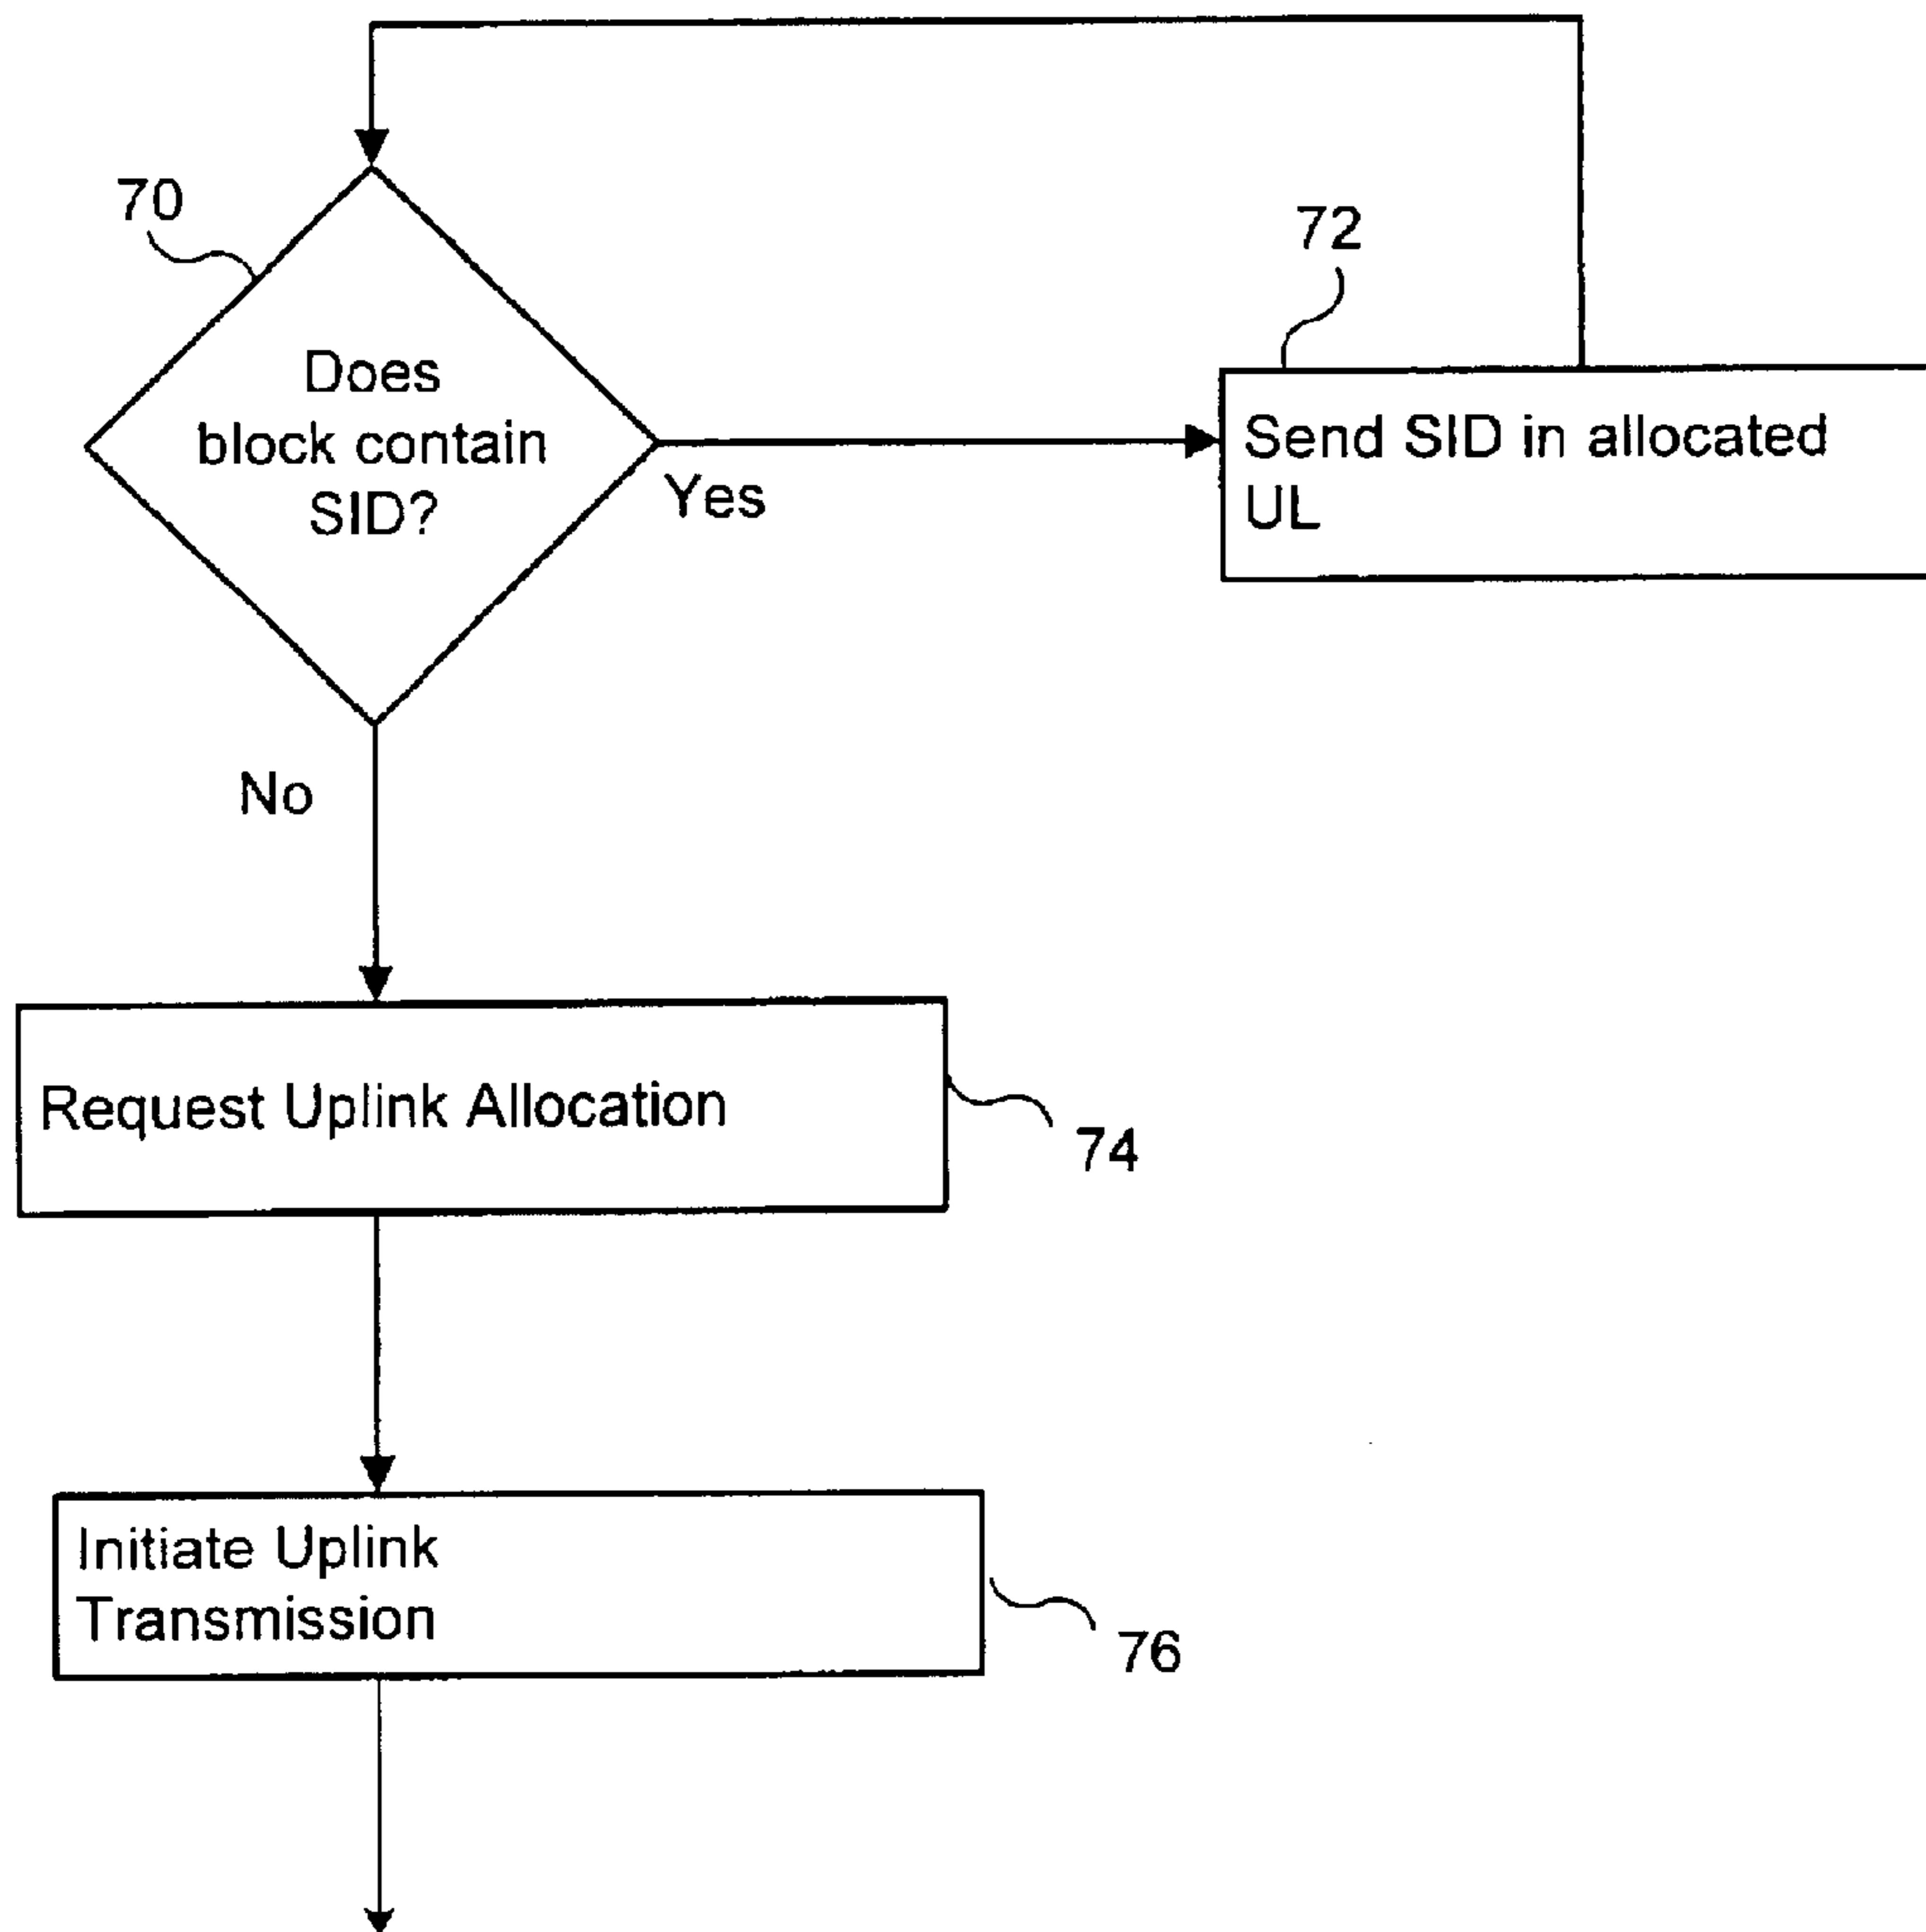 70
Does
block contain
SID?
Yes
72
Send SID in allocated
UL
No
Request Uplink Allocation
74
Initiate Uplink
Transmission
76